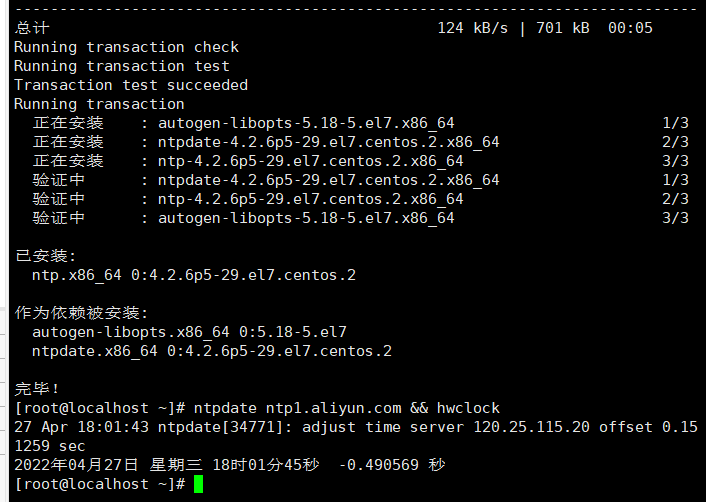 --------------------------------------------------------------------------------
总计 124 kB/s | 701 kB 00:05
Running transaction check
Running transaction test
Transaction test succeeded
Running transaction
正在安装 : autogen-libopts-5.18-5.el7.x86_64 1/3
正在安装 : ntpdate-4.2.6p5-29.el7.centos.2.x86_64 2/3
正在安装 : ntp-4.2.6p5-29.el7.centos.2.x86_64 3/3
验证中 : ntpdate-4.2.6p5-29.el7.centos.2.x86_64 1/3
验证中 : ntp-4.2.6p5-29.el7.centos.2.x86_64 2/3
验证中 : autogen-libopts-5.18-5.el7.x86_64 3/3
已安装:
ntp.x86_64 0:4.2.6p5-29.el7.centos.2
作为依赖被安装:
autogen-libopts.x86_64 0:5.18-5.el7
ntpdate.x86_64 0:4.2.6p5-29.el7.centos.2
完毕！
[root@localhost ~]# ntpdate ntp1.aliyun.com && hwclock
27 Apr 18:01:43 ntpdate[34771]: adjust time server 120.25.115.20 offset 0.15
1259 sec
2022年04月27日 星期三 18时01分45秒 -0.490569 秒
[root@localhost ~]#